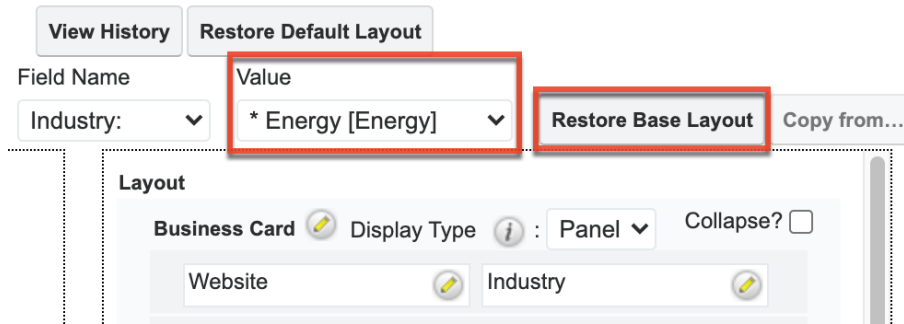 View History Restore Default Layout
Field Name Value
Industry: * Energy [Energy] Restore Base Layout Copy from...
Layout
Business Card Display Type i : Panel Collapse?
Website Industry